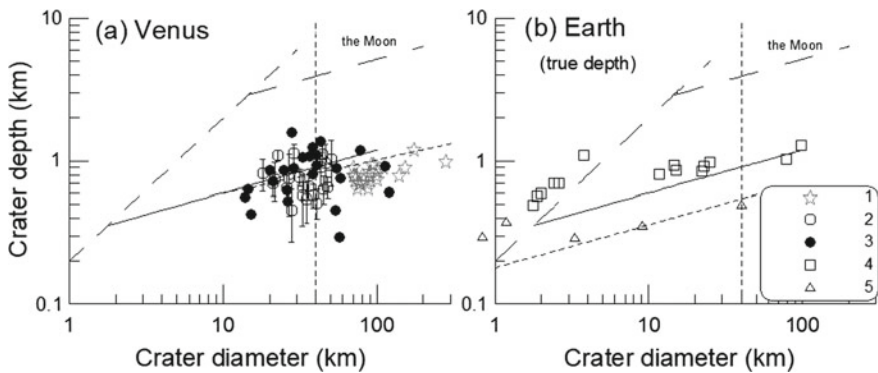 (a) Venus
the Moon
10
1
0.1
1
10
100
Crater depth (km)
Crater diameter (km)
(b) Earth
(true depth)
the Moon
10
1
0.1
1
10
100
Crater diameter (km)
1
2
3
4
5